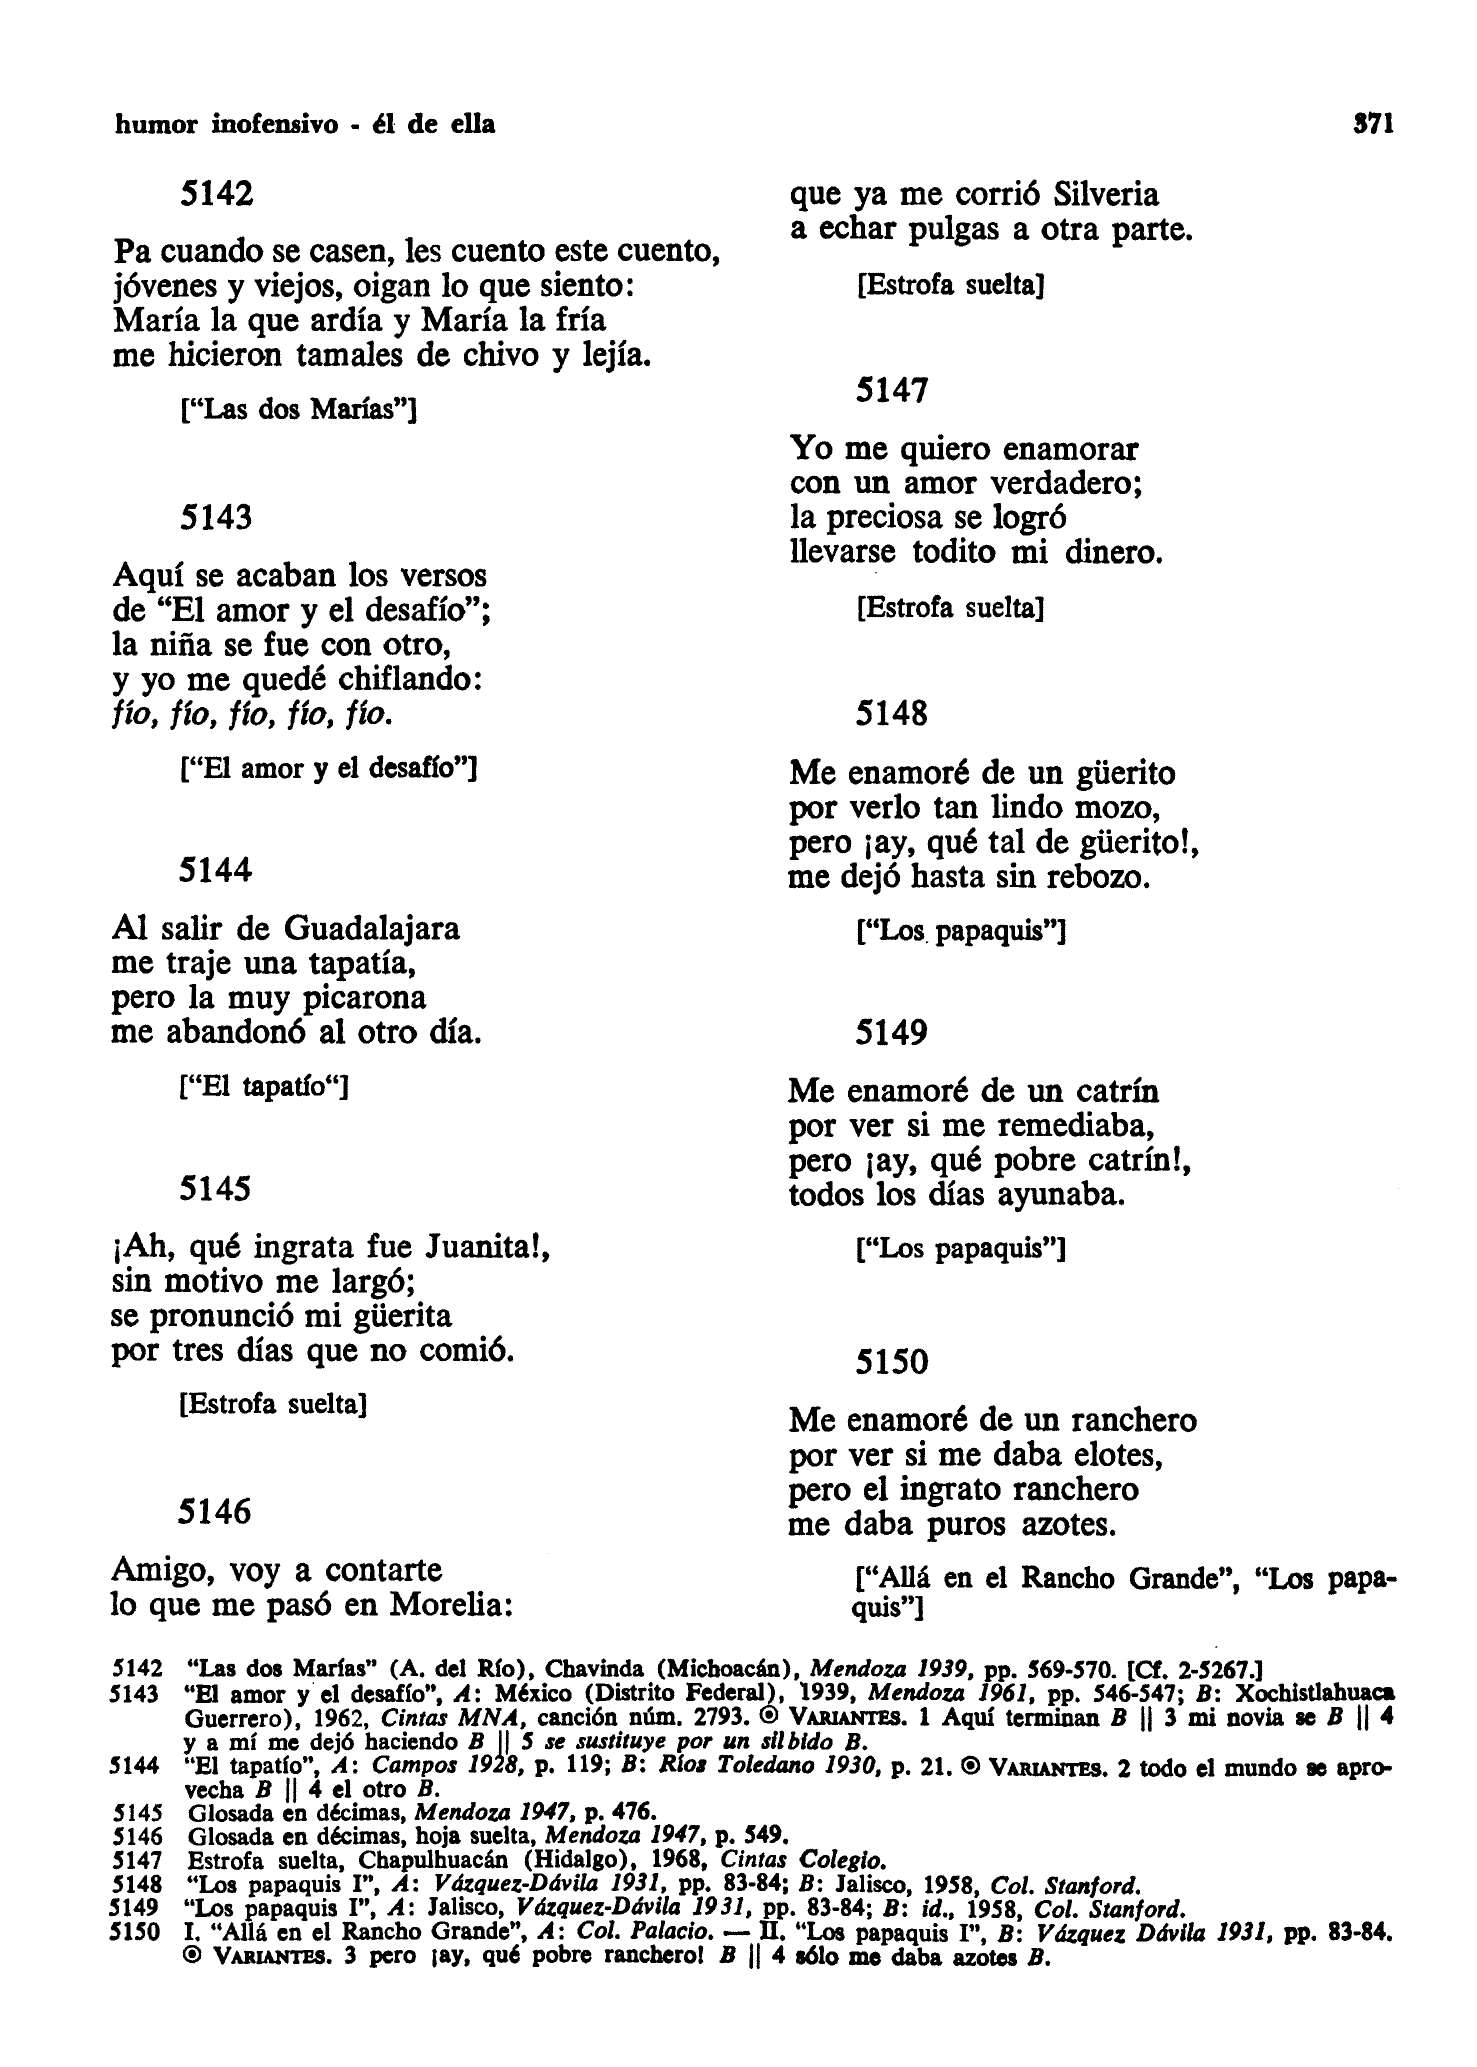 humor inofensivo - él de ella 371
5142
Pa cuando se casen, les cuento este cuento,
jóvenes y viejos, oigan lo que siento:
María la que ardía y María la fría
me hicieron tamales de chivo y lejía.
[“Las dos Marías”]
5143
Aquí se acaban los versos
de “El amor y el desafío”;
la niña se fue con otro,
y yo me quedé chiflando:
fío, fío, fío, fío, fío.
[“El amor y el desafío”]
5144
Al salir de Guadalajara
me traje una tapatía,
pero la muy picarona
me abandonó al otro día.
[“El tapatío“]
5145
¡Ah, qué ingrata fue Juanita!,
sin motivo me largó;
se pronunció mi güerita
por tres días que no comió.
[Estrofa suelta]
5146
Amigo, voy a contarte
lo que me pasó en Morelia:
que ya me corrió Silveria
a echar pulgas a otra parte.
[Estrofa suelta]
5147
Yo me quiero enamorar
con un amor verdadero;
la preciosa se logró
llevarse todito mi dinero.
[Estrofa suelta]
5148
Me enamoré de un güerito
por verlo tan lindo mozo,
pero ¡ay, qué tal de güerito!,
me dejó hasta sin rebozo.
[“Los papaquis”]
5149
Me enamoré de un catrín
por ver si me remediaba,
pero ¡ay, qué pobre catrín!,
todos los días ayunaba.
[“Los papaquis”]
5150
Me enamoré de un ranchero
por ver si me daba elotes,
pero el ingrato ranchero
me daba puros azotes.
[“Allá en el Rancho Grande”, “Los papa-
quis”]
5142 “Las dos Marías” (A. del Río), Chavinda (Michoacán), Mendoza 1939, pp. 569-570. [Cf. 2-5267.]
5143 “El amor y el desafío”, A: México (Distrito Federal), 1939, Mendoza 1961, pp. 546-547; B: Xochistlahuaca
Guerrero), 1962, Cintas MNA, canción núm. 2793. ⊙ VARIANTES. 1 Aquí terminan B || 3 mi novia se B || 4
y a mí me dejó haciendo B || 5 se sustituye por un silbido B.
5144 “El tapatío”, A: Campos 1928, p. 119; B: Ríos Toledano 1930, p. 21. ⊙ VARIANTES. 2 todo el mundo se apro-
vecha B || 4 el otro B.
5145 Glosada en décimas, Mendoza 1947, p. 476.
5146 Glosada en décimas, hoja suelta, Mendoza 1947, p. 549.
5147 Estrofa suelta, Chapulhuacán (Hidalgo), 1968, Cintas Colegio.
5148 “Los papaquis I”, A: Vázquez-Dávila 1931, pp. 83-84; B: Jalisco, 1958, Col. Stanford.
5149 “Los papaquis I”, A: Jalisco, Vázquez-Dávila 1931, pp. 83-84; B: id., 1958, Col. Stanford.
5150 I. “Allá en el Rancho Grande”, A: Col. Palacio. — II. “Los papaquis I”, B: Vázquez Dávila 1931, pp. 83-84.
⊙ VARIANTES. 3 pero ¡ay, qué pobre ranchero! B || 4 sólo me daba azotes B.